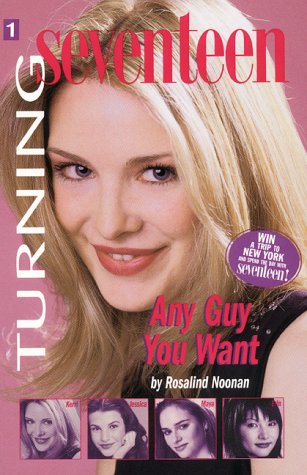 1
TURNING
seventeen
WIN
A TRIP TO
NEW YORK
AND SPEND THE DAY WITH
seventeen!
Any Guy
You Want
by Rosalind Noonan
Kerri
Jessica
Maya